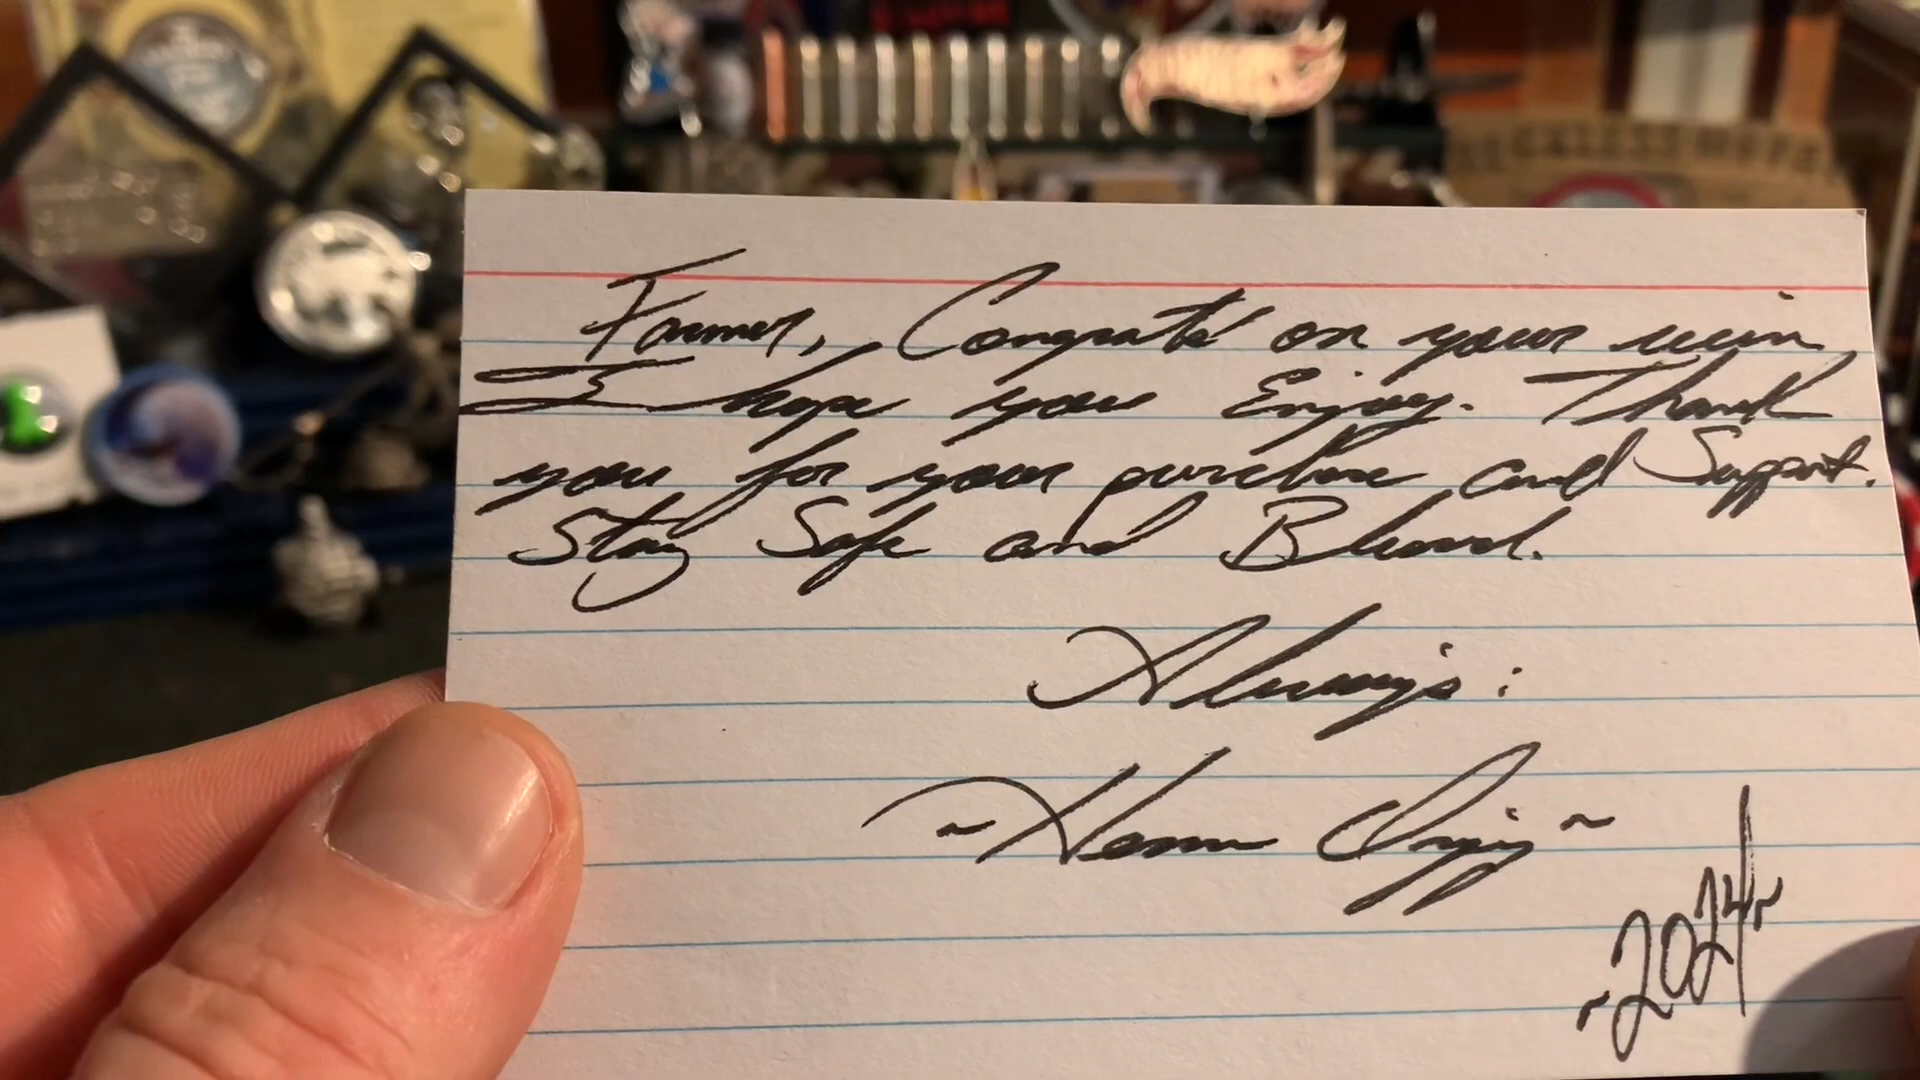 Farmer, Congrats' on your win
I hope you Enjoy. Thank
you for your purchase and Support.
Stay Safe and Blessed.
Always:
~2024~